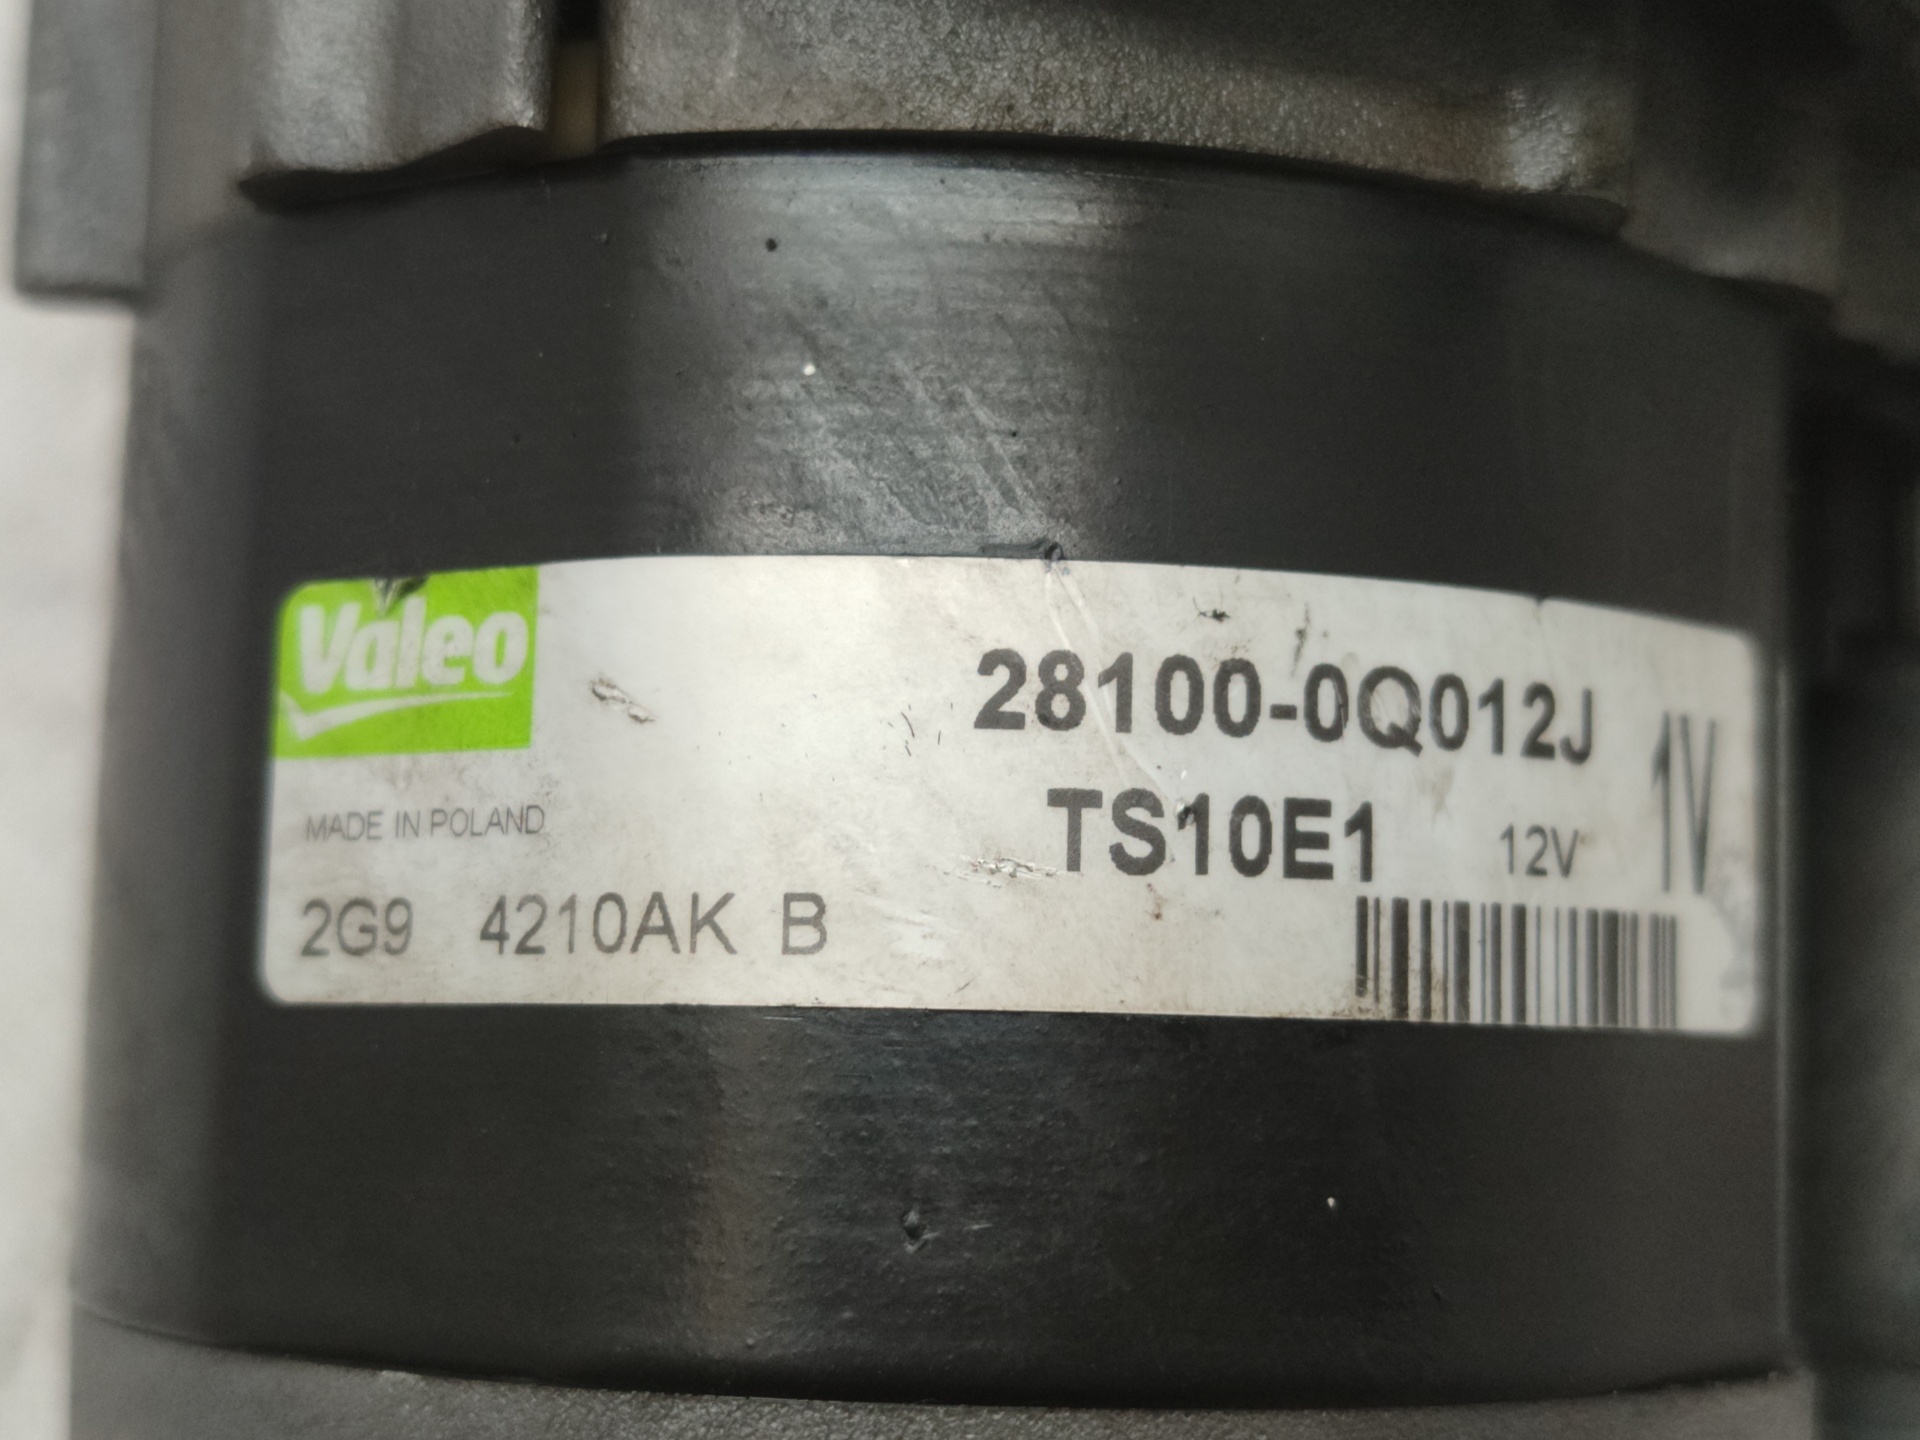 Valeo
28100-0Q012J
1V
MADE IN POLAND
TS10E1 12V
2G9 4210AK B